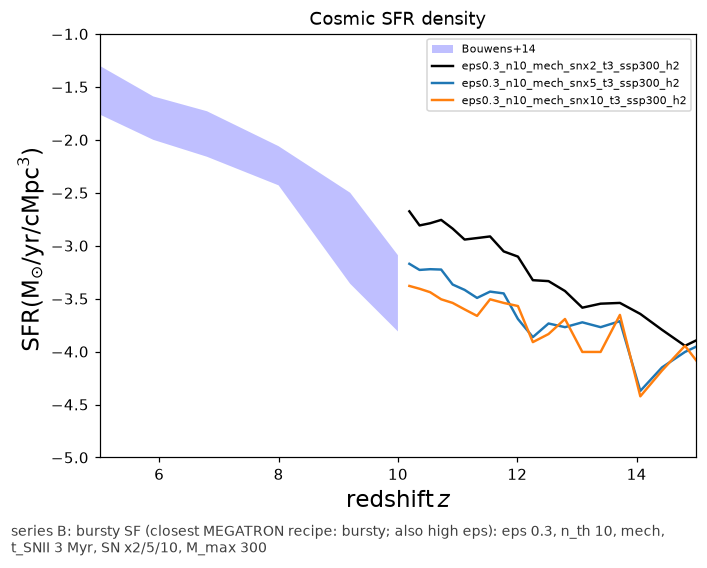 Cosmic SFR density
−1.0
−1.5
−2.0
−2.5
−3.0
−3.5
−4.0
−4.5
−5.0
SFR(M⊙/yr/cMpc³)
Bouwens+14
eps0.3_n10_mech_snx2_t3_ssp300_h2
eps0.3_n10_mech_snx5_t3_ssp300_h2
eps0.3_n10_mech_snx10_t3_ssp300_h2
6 8 10 12 14
redshift z
series B: bursty SF (closest MEGATRON recipe: bursty; also high eps): eps 0.3, n_th 10, mech,
t_SNII 3 Myr, SN x2/5/10, M_max 300